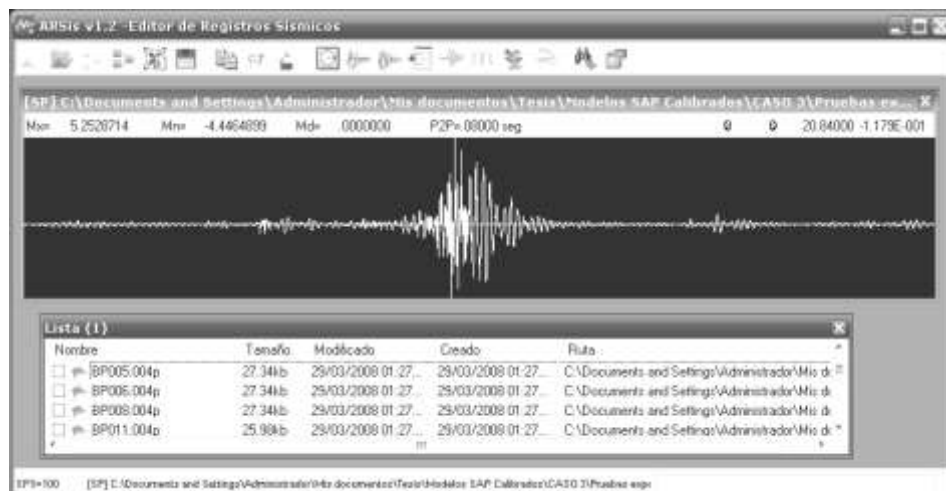 ARSis v1.2 -Editor de Registros Sísmicos
[SP] C:\Documents and Settings\Administrador\Mis documentos\Tesis\Modelos SAP Calibrados\CASO 3\Pruebas ex... X
Mx= 5.2528714 Mn= -4.4464899 Md= .0000000 P2P=.08000 seg 0 0 20.84000 -1.179E-001
Lista (1)
Nombre Tamaño Modificado Creado Ruta
BP005.004p 27.34kb 29/03/2008 01:27... 29/03/2008 01:27... C:\Documents and Settings\Administrador\Mis dc
BP006.004p 27.34kb 29/03/2008 01:27... 29/03/2008 01:27... C:\Documents and Settings\Administrador\Mis dc
BP008.004p 27.34kb 29/03/2008 01:27... 29/03/2008 01:27... C:\Documents and Settings\Administrador\Mis dc
BP011.004p 25.98kb 29/03/2008 01:27... 29/03/2008 01:27... C:\Documents and Settings\Administrador\Mis dc
[SP] C:\Documents and Settings\Administrador\Mis documentos\Tesis\Modelos SAP Calibrados\CASO 3\Pruebas expe